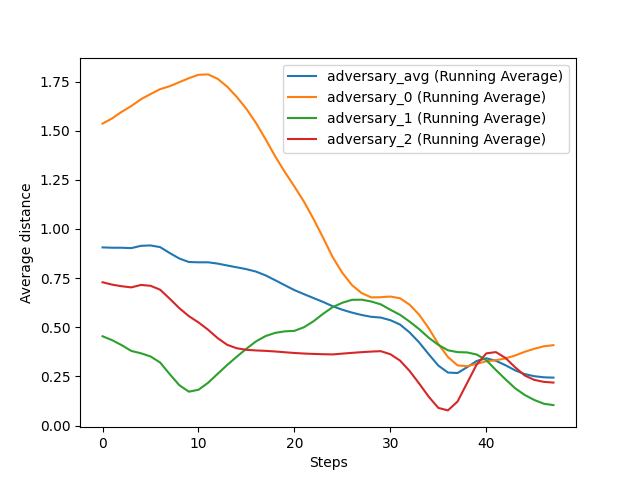 adversary_avg (Running Average)
adversary_0 (Running Average)
adversary_1 (Running Average)
adversary_2 (Running Average)
1.75
1.50
1.25
1.00
0.75
0.50
0.25
0.00
Average distance
0 10 20 30 40
Steps